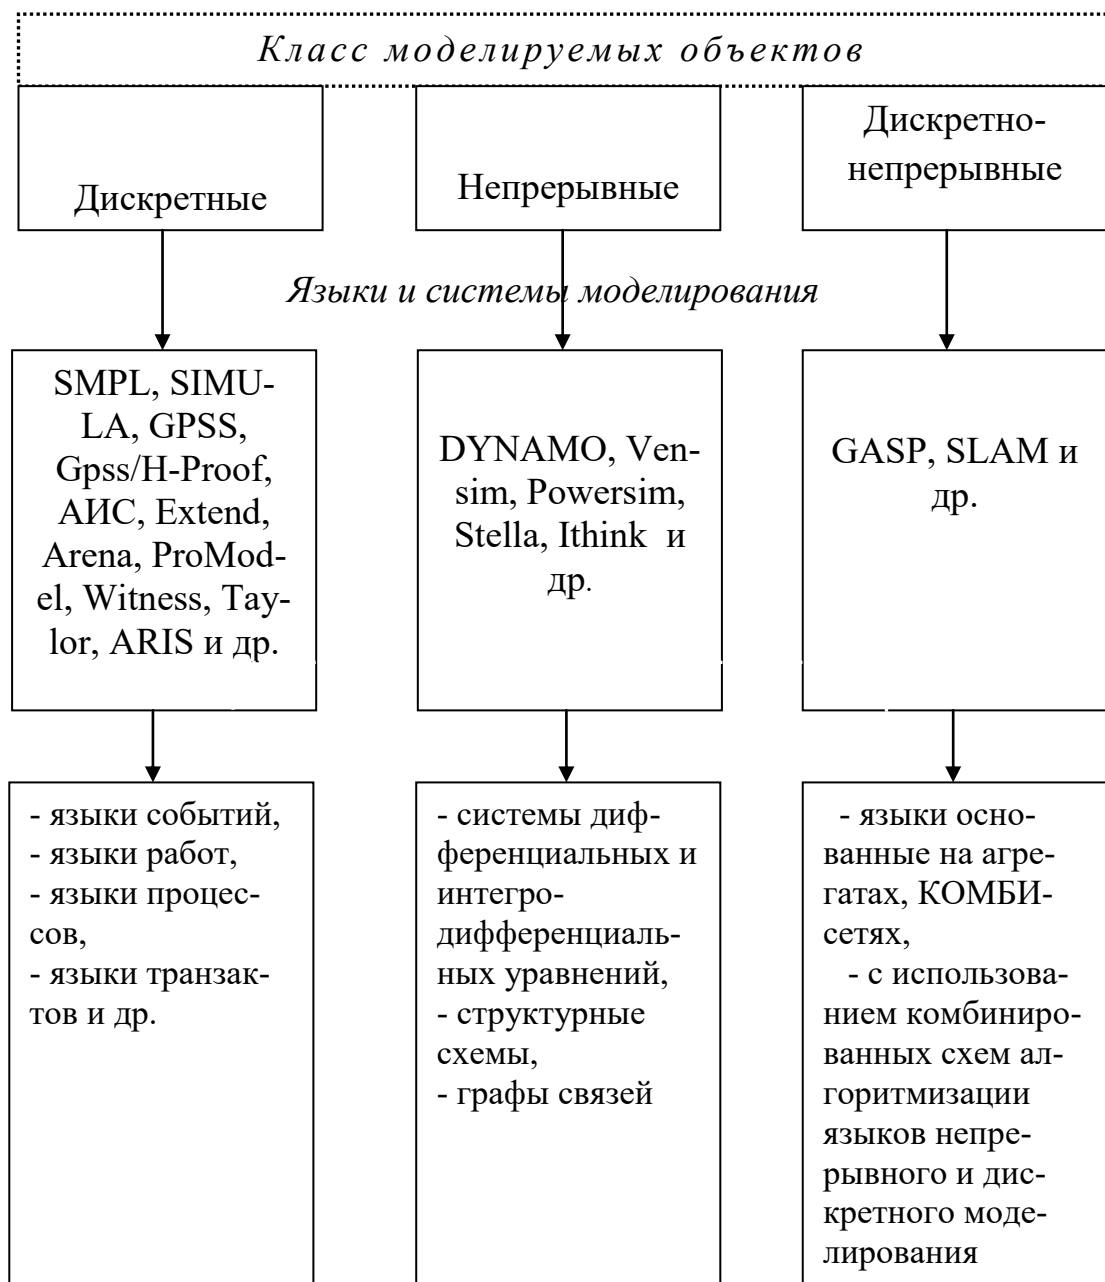 Класс моделируемых объектов
Дискретные
Непрерывные
Дискретно-
непрерывные
Языки и системы моделирования
SMPL, SIMU-
LA, GPSS,
Gpss/H-Proof,
АИС, Extend,
Arena, ProMod-
el, Witness, Tay-
lor, ARIS и др.
DYNAMO, Ven-
sim, Powersim,
Stella, Ithink и
др.
GASP, SLAM и
др.
- языки событий,
- языки работ,
- языки процес-
сов,
- языки транзак-
тов и др.
- системы диф-
ференциальных и
интегро-
дифференциаль-
ных уравнений,
- структурные
схемы,
- графы связей
- языки осно-
ванные на агре-
гатах, КОМБИ-
сетях,
- с использова-
нием комбиниро-
ванных схем ал-
горитмизации
языков непре-
рывного и дис-
кретного моде-
лирования